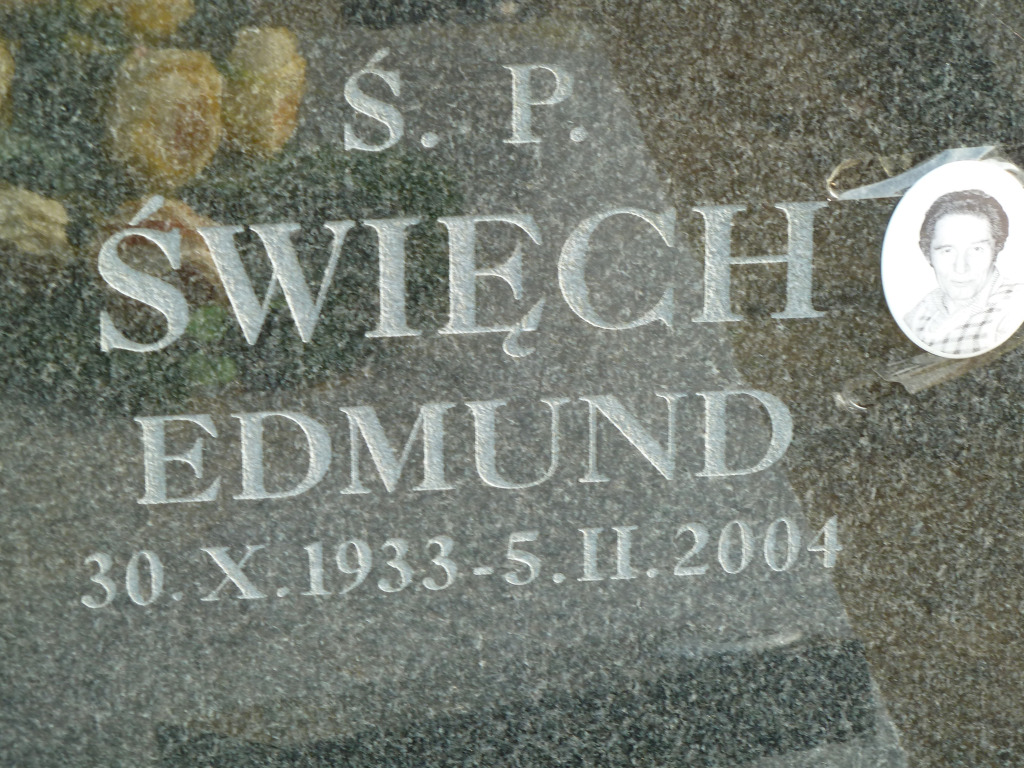 Ś. P.
ŚWIĘCH
EDMUND
30. X. 1933 - 5. II. 2004